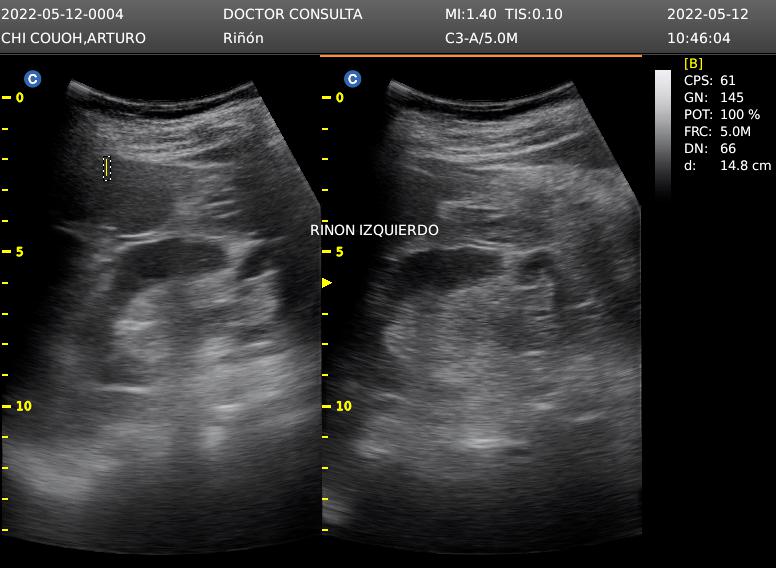 2022-05-12-0004 DOCTOR CONSULTA MI:1.40 TIS:0.10 2022-05-12
CHI COUOH,ARTURO Riñón C3-A/5.0M 10:46:04
[B]
CPS: 61
GN: 145
POT: 100 %
FRC: 5.0M
DN: 66
d: 14.8 cm
C C
0 0
RINON IZQUIERDO
5 5
10 10